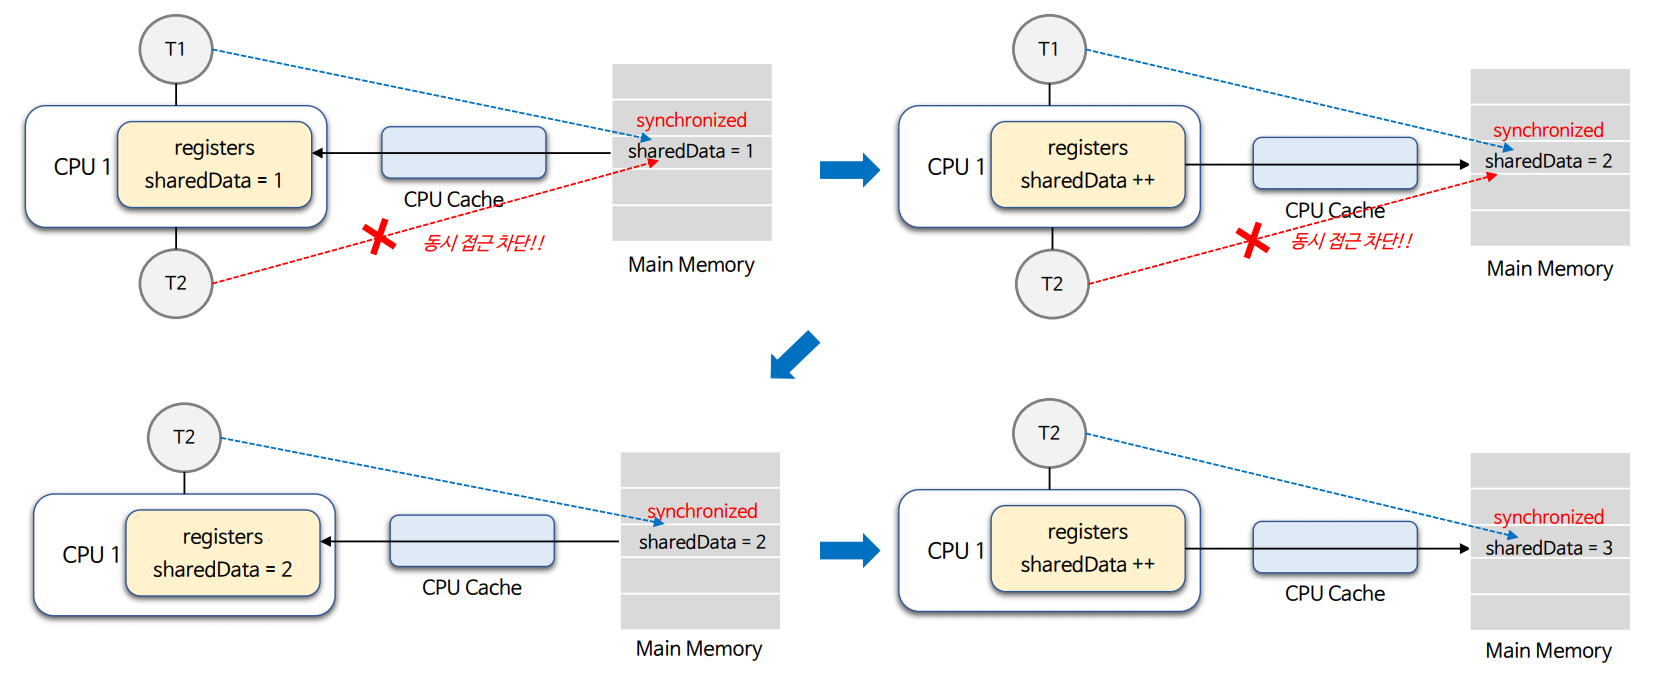 T1
synchronized
registers
CPU 1
sharedData = 1
sharedData = 1
CPU Cache
동시 접근 차단!!
Main Memory
T2
T1
synchronized
registers
CPU 1
sharedData ++
sharedData = 2
CPU Cache
동시 접근 차단!!
Main Memory
T2
T2
synchronized
registers
CPU 1
sharedData = 2
sharedData = 2
CPU Cache
Main Memory
T2
synchronized
registers
CPU 1
sharedData ++
sharedData = 3
CPU Cache
Main Memory